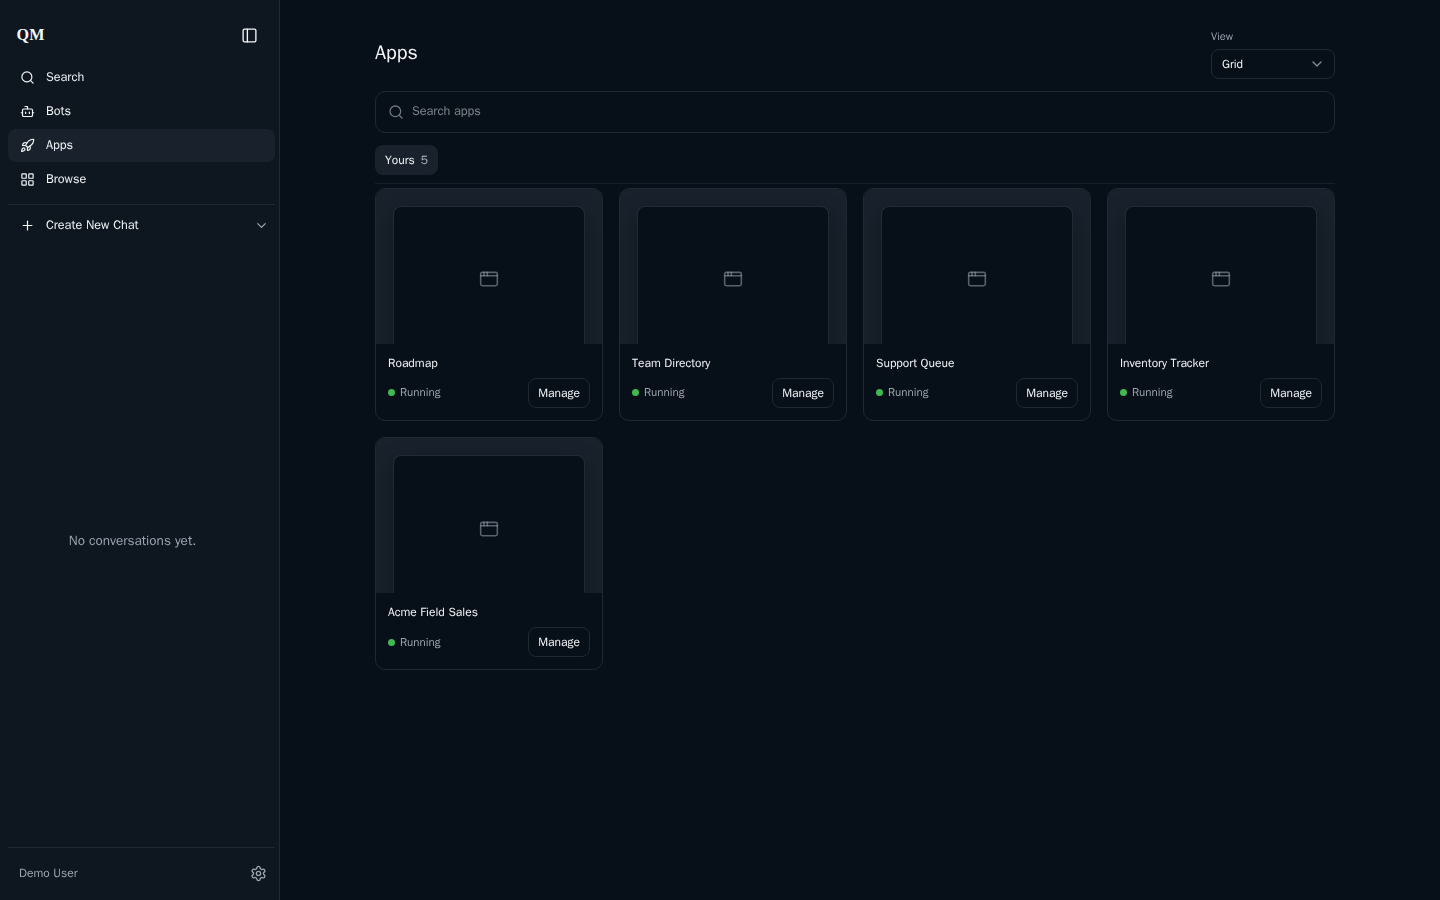 QM
Search
Bots
Apps
Browse
Create New Chat
No conversations yet.
Demo User
Apps
View
Grid
Search apps
Yours 5
Roadmap
Running
Manage
Team Directory
Running
Manage
Support Queue
Running
Manage
Inventory Tracker
Running
Manage
Acme Field Sales
Running
Manage